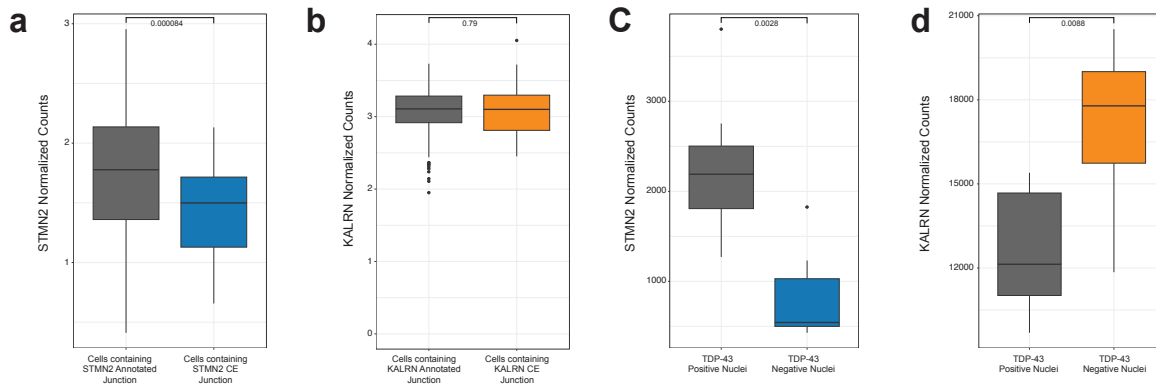 a
0.000084
3
2
1
STMN2 Normalized Counts
Cells containing
STMN2 Annotated
Junction
Cells containing
STMN2 CE
Junction
b
0.79
4
3
2
1
0
KALRN Normalized Counts
Cells containing
KALRN Annotated
Junction
Cells containing
KALRN CE
Junction
C
0.0028
3000
2000
1000
STMN2 Normalized Counts
TDP-43
Positive Nuclei
TDP-43
Negative Nuclei
d
0.0088
21000
18000
15000
12000
KALRN Normalized Counts
TDP-43
Positive Nuclei
TDP-43
Negative Nuclei